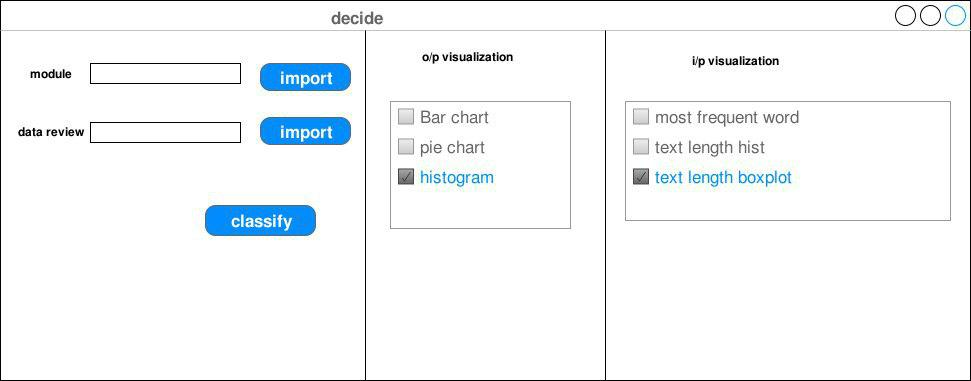 decide
module
import
data review
import
classify
o/p visualization
Bar chart
pie chart
histogram
i/p visualization
most frequent word
text length hist
text length boxplot